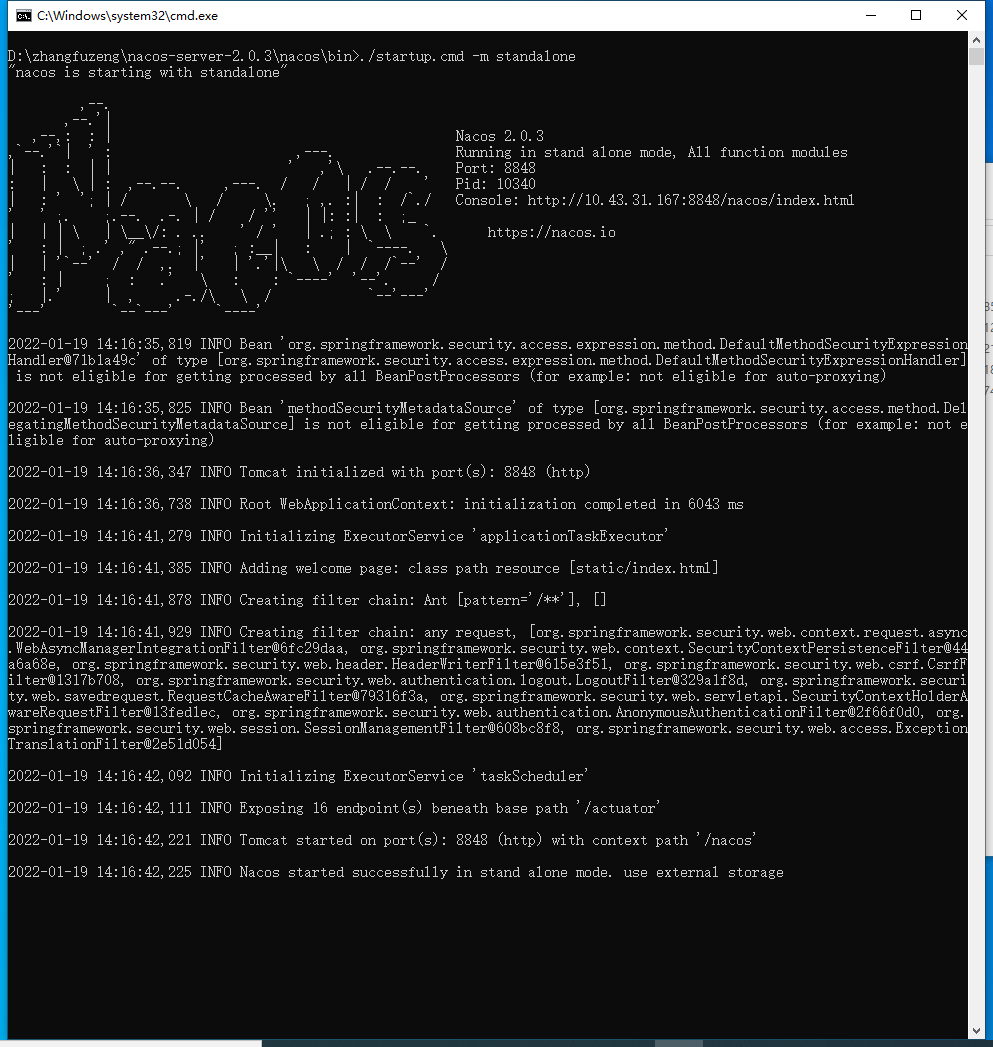 C:\Windows\system32\cmd.exe
D:\zhangfuzeng\nacos-server-2.0.3\nacos\bin>./startup.cmd -m standalone
"nacos is starting with standalone"
Nacos 2.0.3
Running in stand alone mode, All function modules
Port: 8848
Pid: 10340
Console: http://10.43.31.167:8848/nacos/index.html
https://nacos.io
2022-01-19 14:16:35,819 INFO Bean 'org.springframework.security.access.expression.method.DefaultMethodSecurityExpression
Handler@71b1a49c' of type [org.springframework.security.access.expression.method.DefaultMethodSecurityExpressionHandler]
is not eligible for getting processed by all BeanPostProcessors (for example: not eligible for auto-proxying)
2022-01-19 14:16:35,825 INFO Bean 'methodSecurityMetadataSource' of type [org.springframework.security.access.method.Del
egatingMethodSecurityMetadataSource] is not eligible for getting processed by all BeanPostProcessors (for example: not e
ligible for auto-proxying)
2022-01-19 14:16:36,347 INFO Tomcat initialized with port(s): 8848 (http)
2022-01-19 14:16:36,738 INFO Root WebApplicationContext: initialization completed in 6043 ms
2022-01-19 14:16:41,279 INFO Initializing ExecutorService 'applicationTaskExecutor'
2022-01-19 14:16:41,385 INFO Adding welcome page: class path resource [static/index.html]
2022-01-19 14:16:41,878 INFO Creating filter chain: Ant [pattern='/**'], []
2022-01-19 14:16:41,929 INFO Creating filter chain: any request, [org.springframework.security.web.context.request.async
.WebAsyncManagerIntegrationFilter@6fc29daa, org.springframework.security.web.context.SecurityContextPersistenceFilter@44
a6a68e, org.springframework.security.web.header.HeaderWriterFilter@615e3f51, org.springframework.security.web.csrf.CsrfF
ilter@1317b708, org.springframework.security.web.authentication.logout.LogoutFilter@329a1f8d, org.springframework.securi
ty.web.savedrequest.RequestCacheAwareFilter@79316f3a, org.springframework.security.web.servletapi.SecurityContextHolderA
wareRequestFilter@13fed1ec, org.springframework.security.web.authentication.AnonymousAuthenticationFilter@2f66f0d0, org.
springframework.security.web.session.SessionManagementFilter@608bc8f8, org.springframework.security.web.access.Exception
TranslationFilter@2e51d054]
2022-01-19 14:16:42,092 INFO Initializing ExecutorService 'taskScheduler'
2022-01-19 14:16:42,111 INFO Exposing 16 endpoint(s) beneath base path '/actuator'
2022-01-19 14:16:42,221 INFO Tomcat started on port(s): 8848 (http) with context path '/nacos'
2022-01-19 14:16:42,225 INFO Nacos started successfully in stand alone mode. use external storage